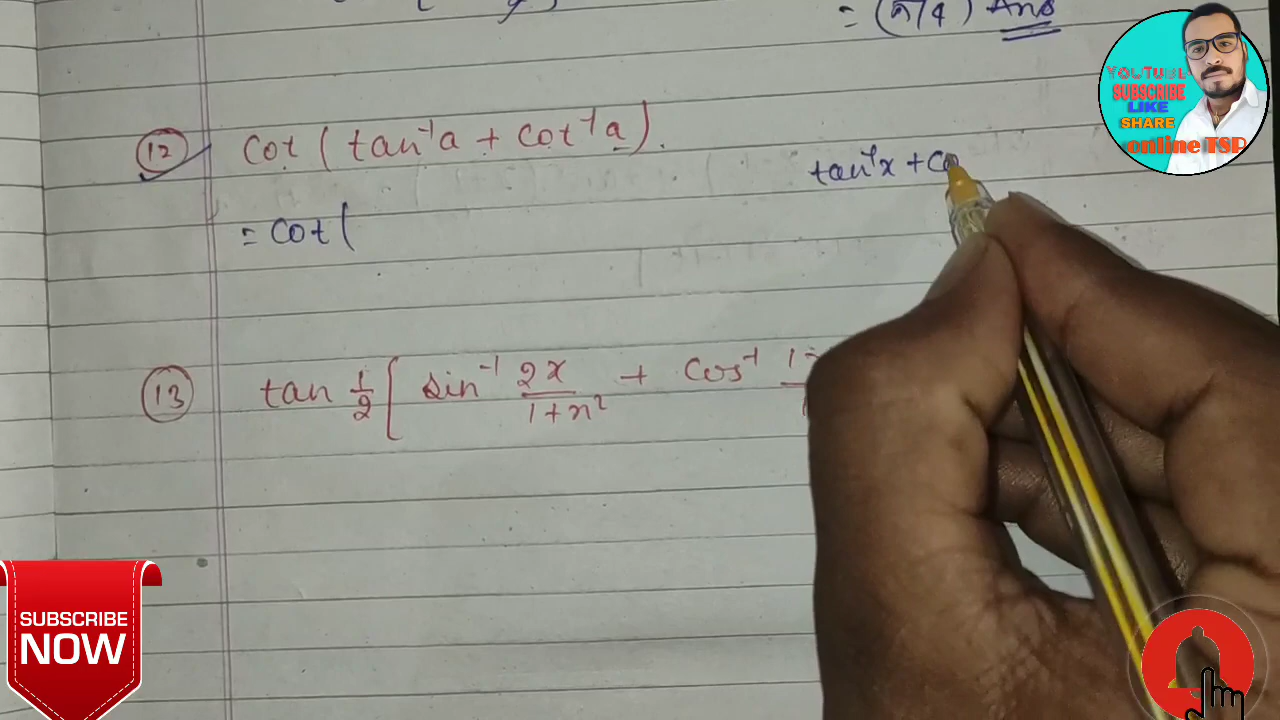 = (π/4) Ans
YOUTUBE
SUBSCRIBE
LIKE
SHARE
online TSP
(12) cot ( tan⁻¹a + cot⁻¹a ).
tan⁻¹x + co
= cot (
(13) tan 1/2 [ sin⁻¹ 2x/1+x² + cos⁻¹
SUBSCRIBE
NOW